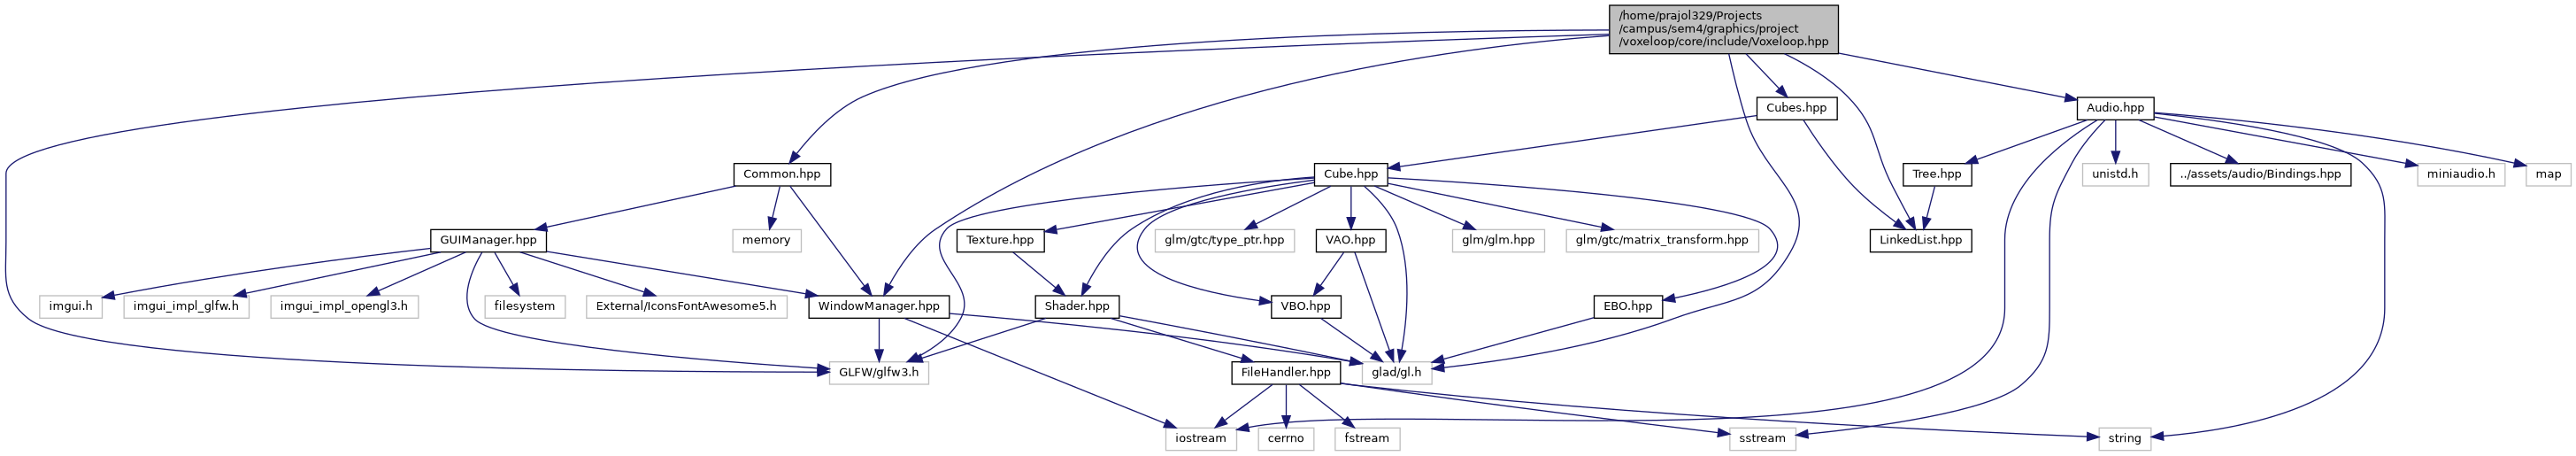 /home/prajol329/Projects
/campus/sem4/graphics/project
/voxeloop/core/include/Voxeloop.hpp
Cubes.hpp
Audio.hpp
Common.hpp
Cube.hpp
Tree.hpp
unistd.h
../assets/audio/Bindings.hpp
miniaudio.h
map
GUIManager.hpp
memory
Texture.hpp
glm/gtc/type_ptr.hpp
VAO.hpp
glm/glm.hpp
glm/gtc/matrix_transform.hpp
LinkedList.hpp
imgui.h
imgui_impl_glfw.h
imgui_impl_opengl3.h
filesystem
External/IconsFontAwesome5.h
WindowManager.hpp
Shader.hpp
VBO.hpp
EBO.hpp
GLFW/glfw3.h
FileHandler.hpp
glad/gl.h
iostream
cerrno
fstream
sstream
string